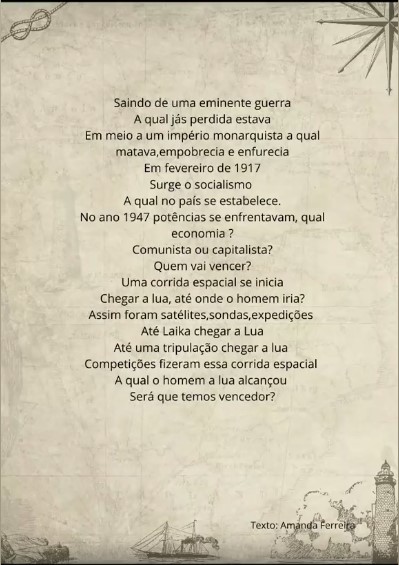 Saindo de uma eminente guerra
A qual jás perdida estava
Em meio a um império monarquista a qual
matava,empobrecia e enfurecia
Em fevereiro de 1917
Surge o socialismo
A qual no país se estabelece.
No ano 1947 potências se enfrentavam, qual
economia ?
Comunista ou capitalista?
Quem vai vencer?
Uma corrida espacial se inicia
Chegar a lua, até onde o homem iria?
Assim foram satélites,sondas,expedições
Até Laika chegar a Lua
Até uma tripulação chegar a lua
Competições fizeram essa corrida espacial
A qual o homem a lua alcançou
Será que temos vencedor?
Texto: Amanda Ferreira